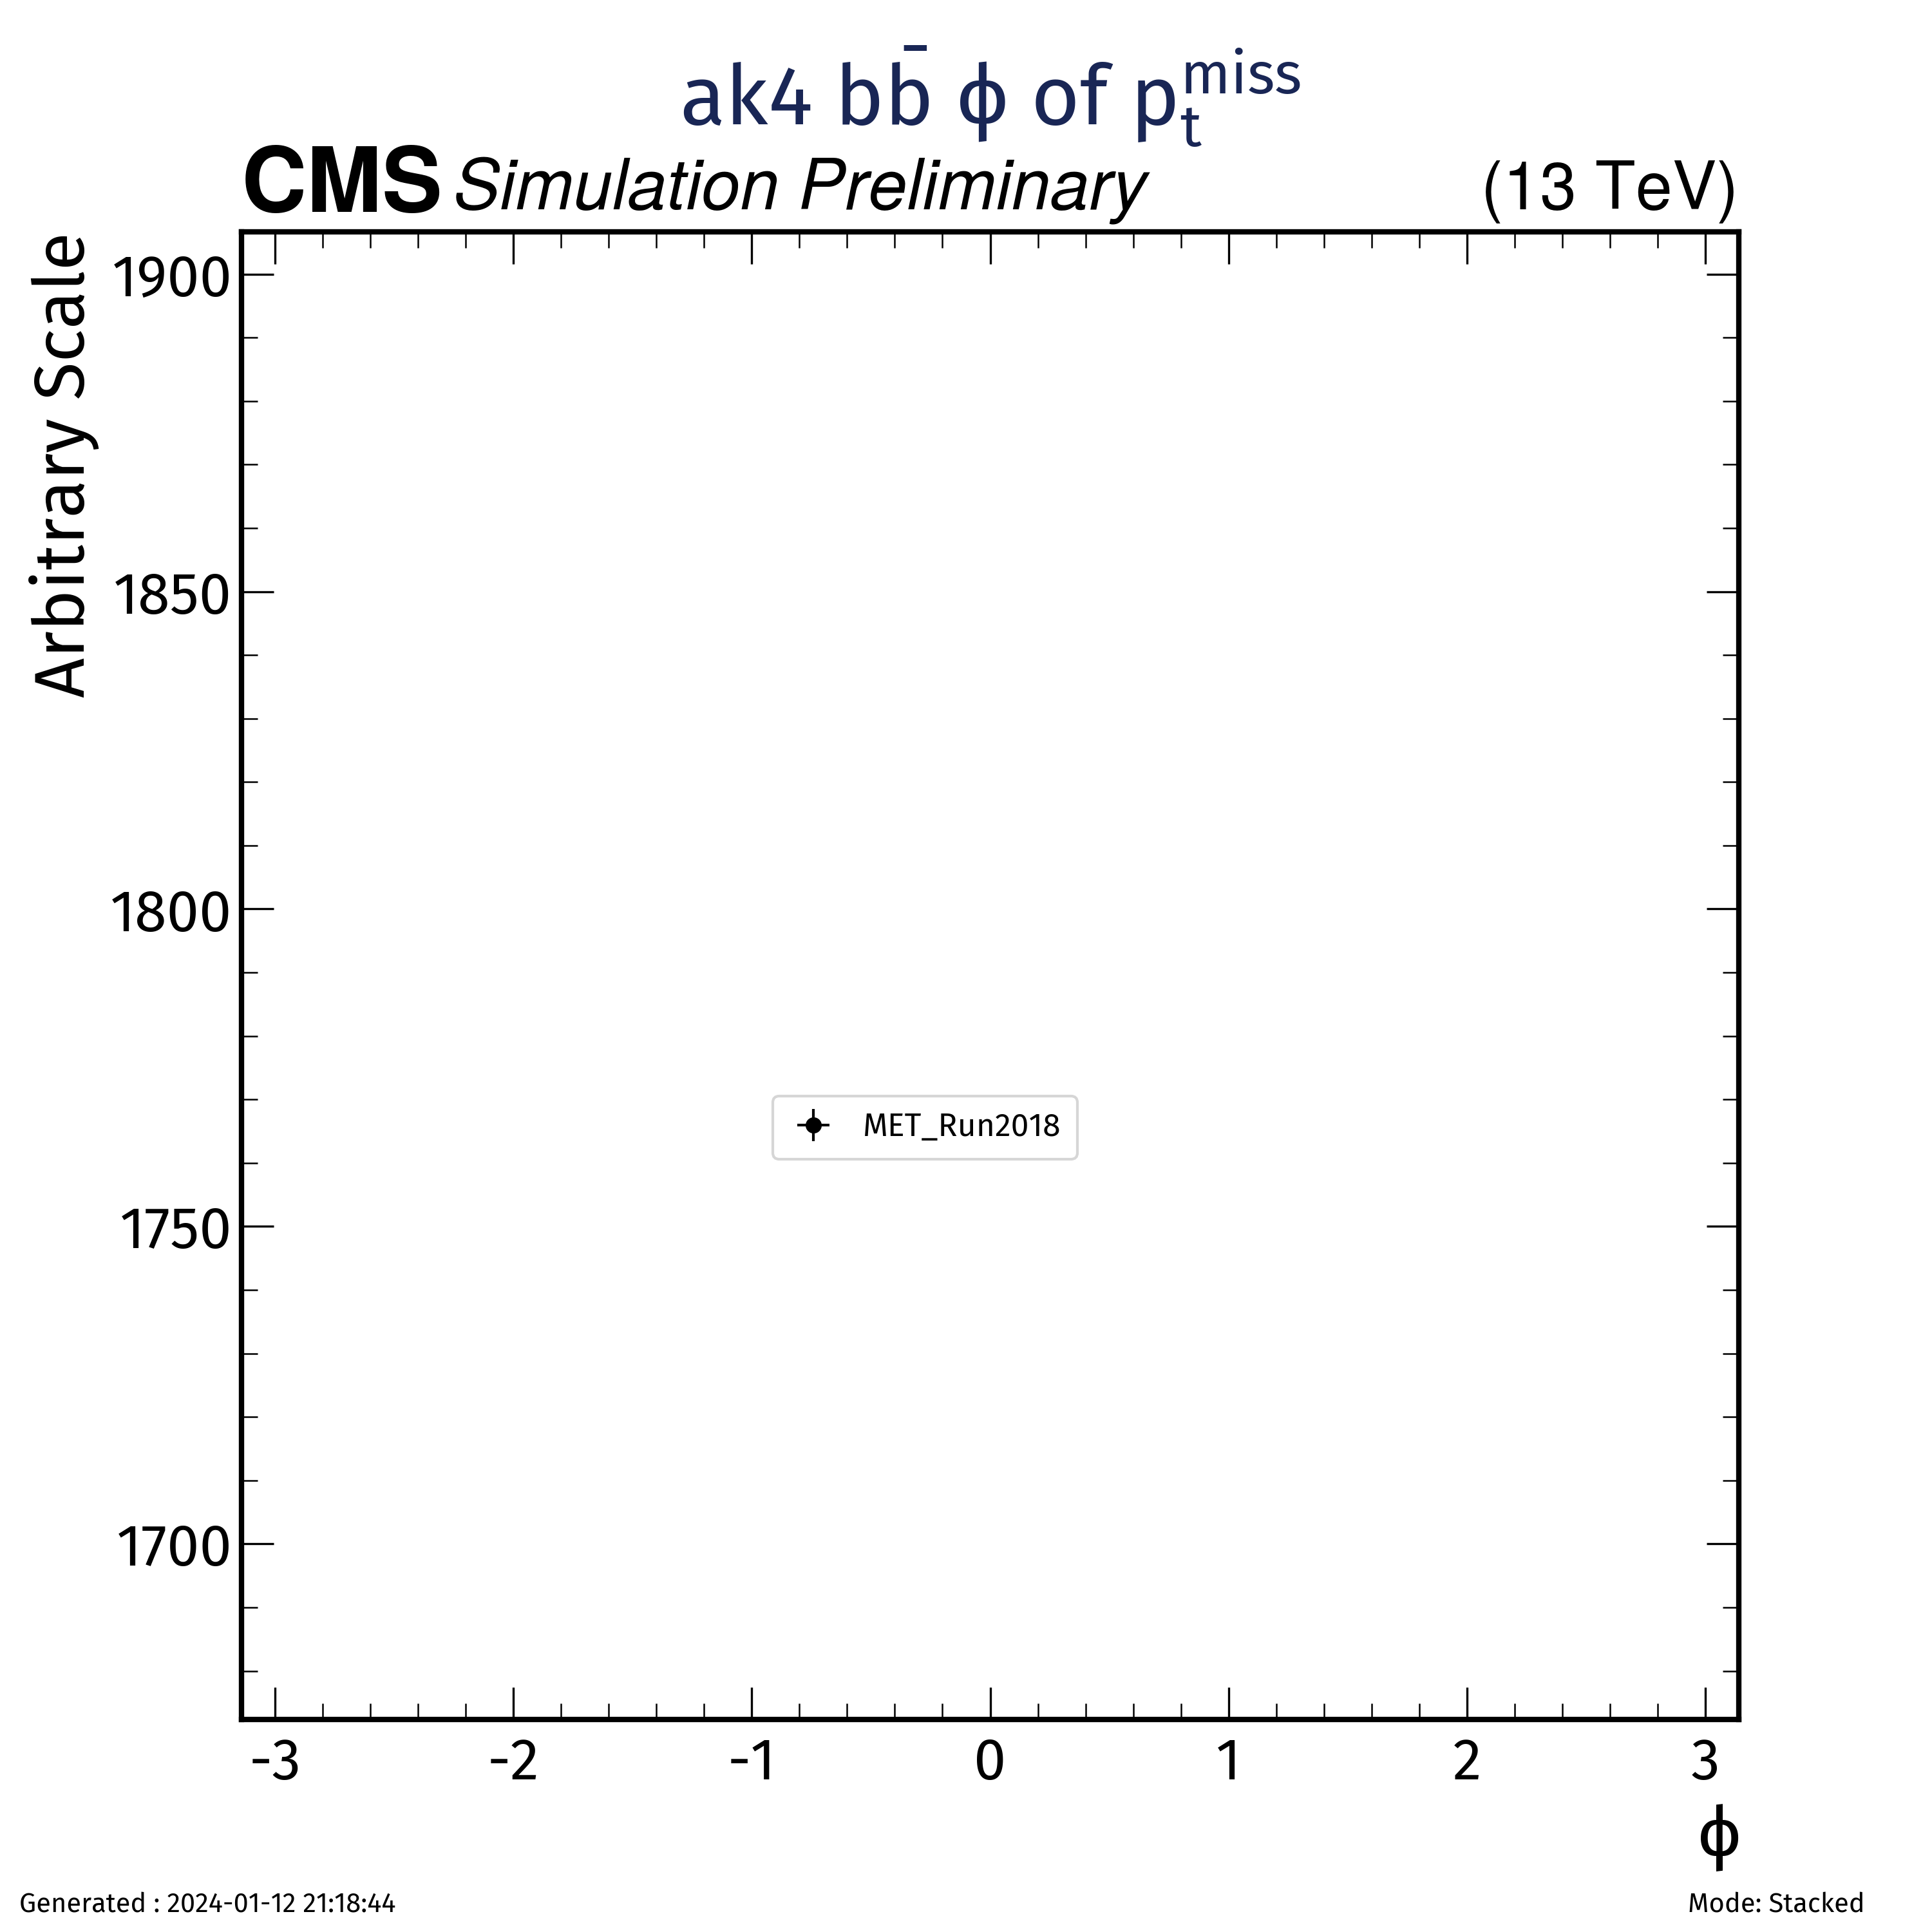 ak4 bb̄ ϕ of p_t^miss
CMS Simulation Preliminary (13 TeV)
Arbitrary Scale
1900
1850
1800
1750
1700
MET_Run2018
-3 -2 -1 0 1 2 3
ϕ
Generated : 2024-01-12 21:18:44 Mode: Stacked